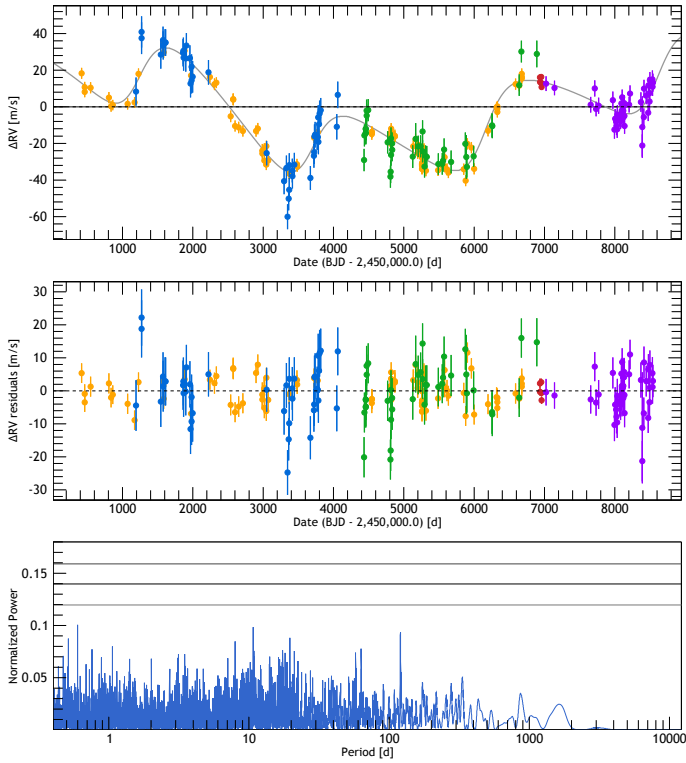 ΔRV [m/s]
40
20
0
-20
-40
-60
1000 2000 3000 4000 5000 6000 7000 8000
Date (BJD - 2,450,000.0) [d]
ΔRV residuals [m/s]
30
20
10
0
-10
-20
-30
1000 2000 3000 4000 5000 6000 7000 8000
Date (BJD - 2,450,000.0) [d]
Normalized Power
0.15
0.1
0.05
1 10 100 1000 10000
Period [d]